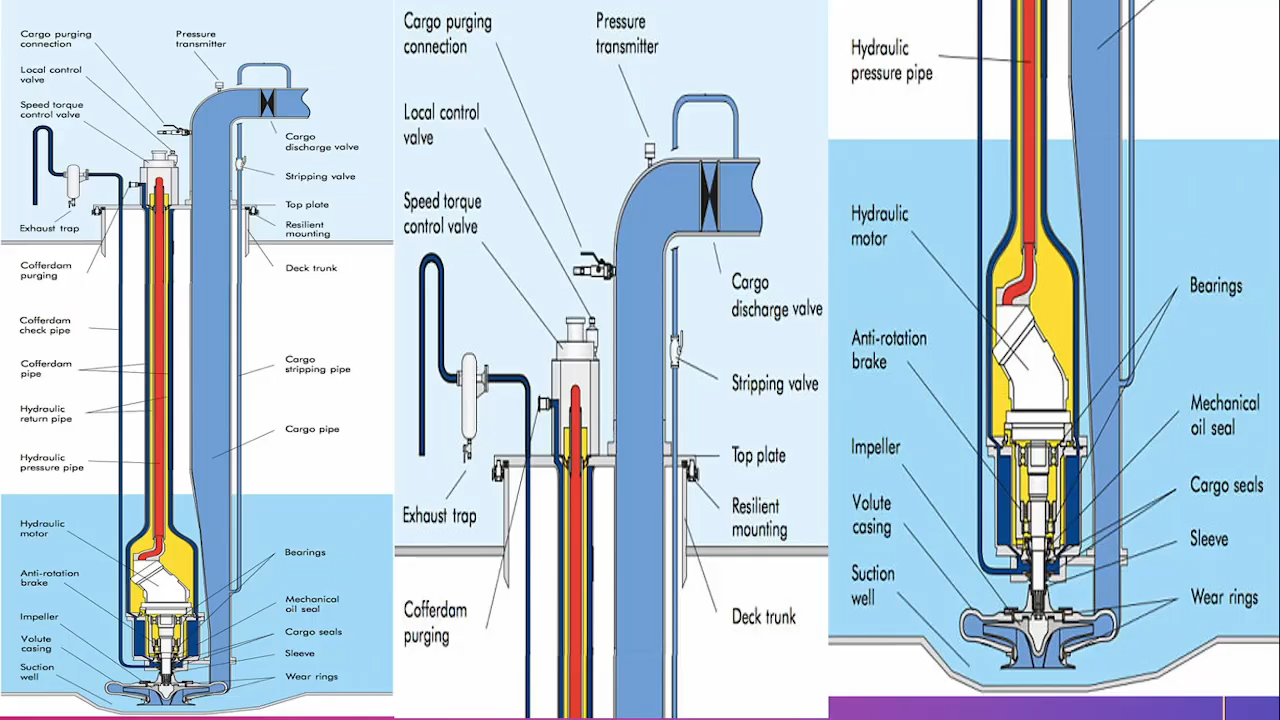 Cargo purging
connection
Pressure
transmitter
Local control
valve
Speed torque
control valve
Cargo
discharge valve
Stripping valve
Top plate
Exhaust trap
Resilient
mounting
Cofferdam
purging
Deck trunk
Cofferdam
check pipe
Cofferdam
pipe
Cargo
stripping pipe
Hydraulic
return pipe
Cargo pipe
Hydraulic
pressure pipe
Hydraulic
motor
Bearings
Anti-rotation
brake
Mechanical
oil seal
Impeller
Cargo seals
Volute
casing
Sleeve
Suction
well
Wear rings
Cargo purging
connection
Pressure
transmitter
Local control
valve
Speed torque
control valve
Cargo
discharge valve
Stripping valve
Top plate
Exhaust trap
Resilient
mounting
Cofferdam
purging
Deck trunk
Hydraulic
pressure pipe
Hydraulic
motor
Bearings
Anti-rotation
brake
Mechanical
oil seal
Impeller
Cargo seals
Volute
casing
Sleeve
Suction
well
Wear rings